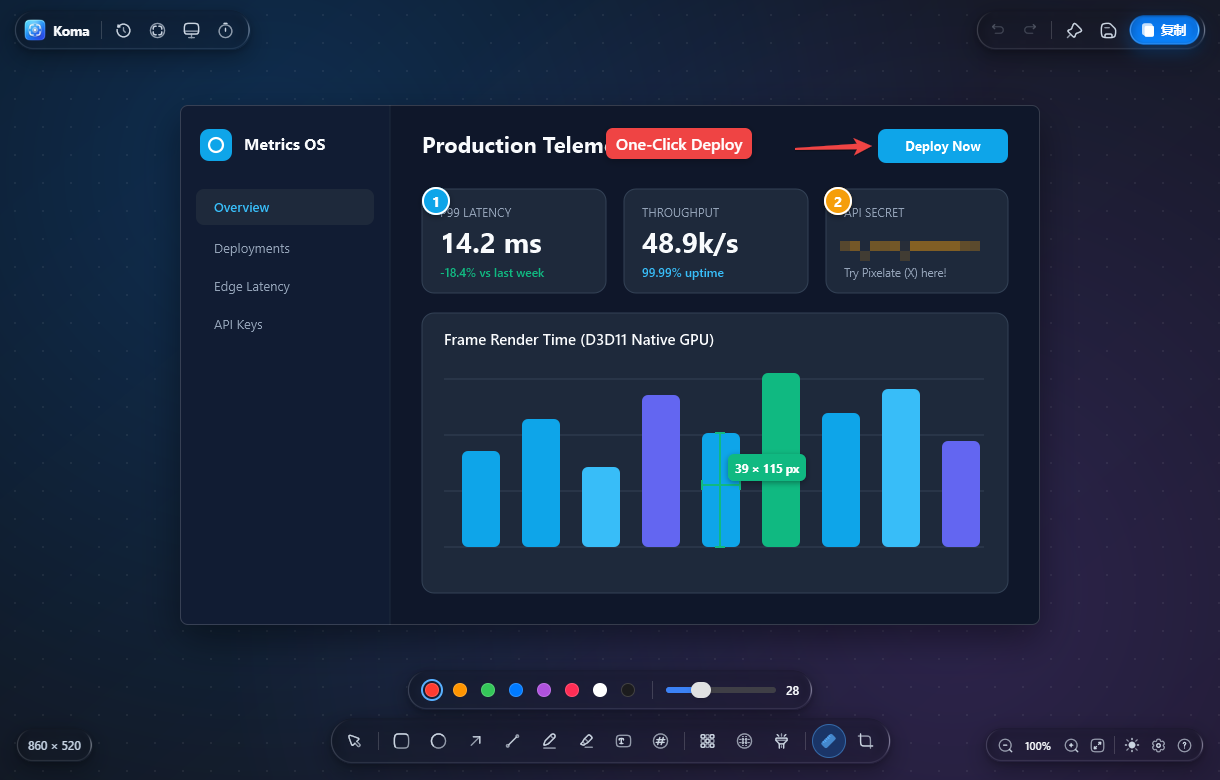 Koma
复制
Metrics OS
Production Telem
One-Click Deploy
Deploy Now
Overview
Deployments
Edge Latency
API Keys
1
99 LATENCY
14.2 ms
-18.4% vs last week
THROUGHPUT
48.9k/s
99.99% uptime
2
API SECRET
Try Pixelate (X) here!
Frame Render Time (D3D11 Native GPU)
39 × 115 px
28
860 × 520
100%